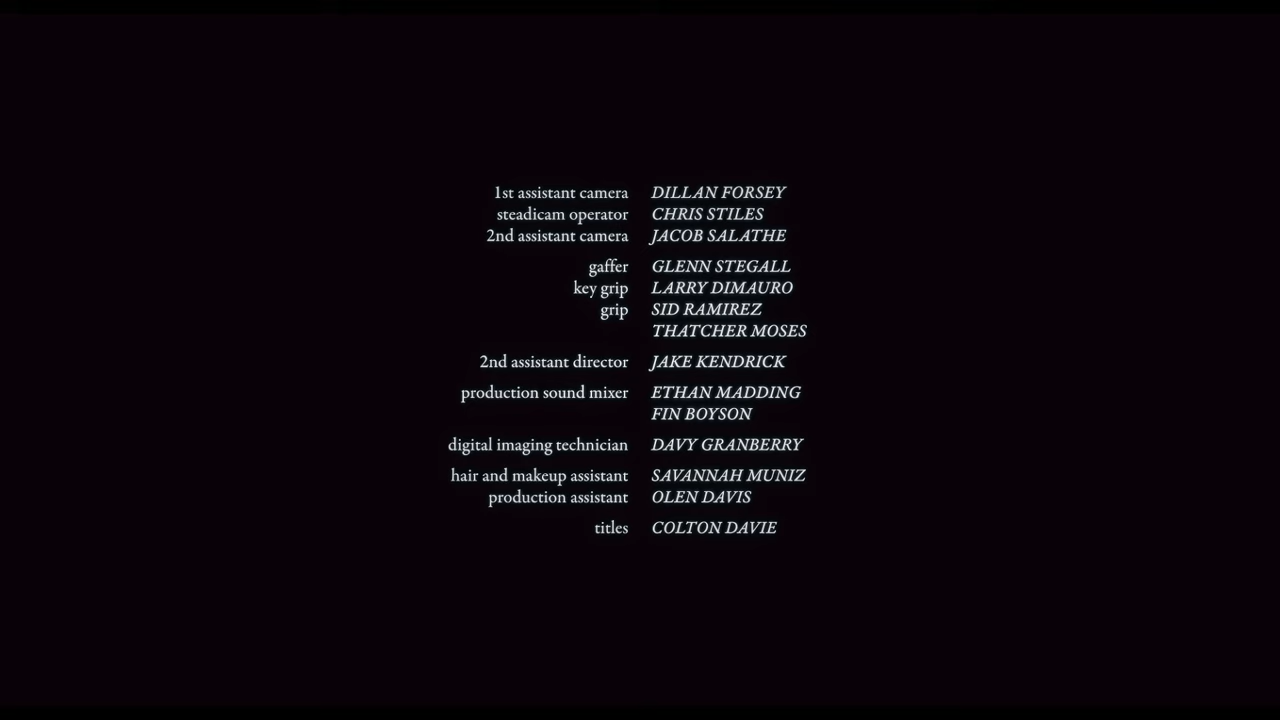 1st assistant camera DILLAN FORSEY
steadicam operator CHRIS STILES
2nd assistant camera JACOB SALATHE
gaffer GLENN STEGALL
key grip LARRY DIMAURO
grip SID RAMIREZ
THATCHER MOSES
2nd assistant director JAKE KENDRICK
production sound mixer ETHAN MADDING
FIN BOYSON
digital imaging technician DAVY GRANBERRY
hair and makeup assistant SAVANNAH MUNIZ
production assistant OLEN DAVIS
titles COLTON DAVIE